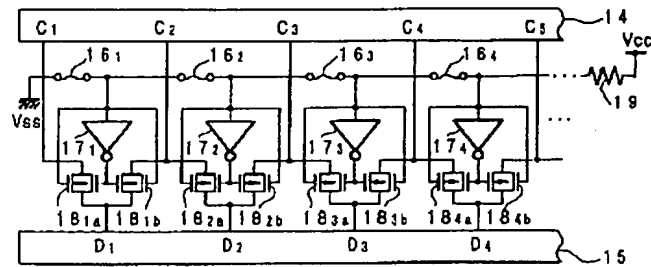 C1 C2 C3 C4 C5 14
161 162 163 164 Vcc
Vss 19
171 172 173 174
181a 181b 182a 182b 183a 183b 184a 184b
D1 D2 D3 D4 15